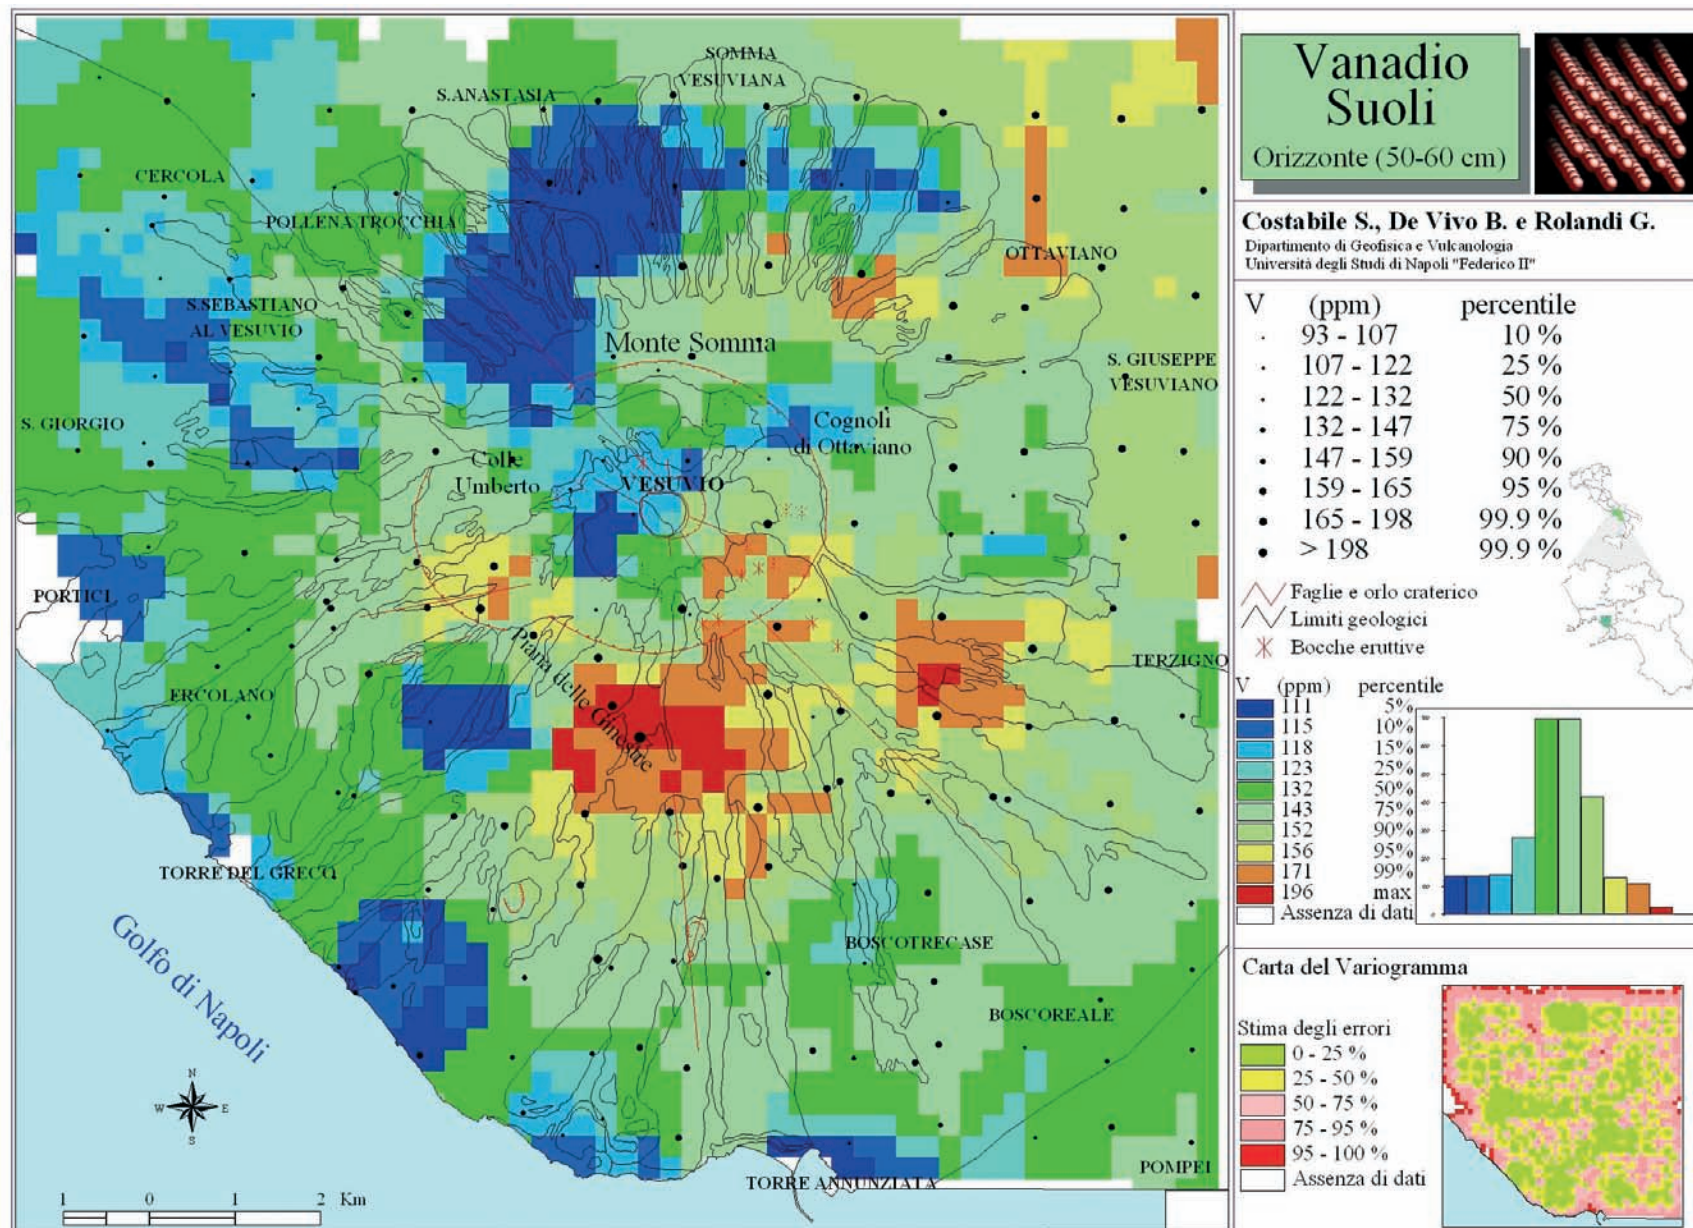 SOMMA
VESUVIANA
S.ANASTASIA
CERCOLA
POLLENA TROCCHIA
OTTAVIANO
S.SEBASTIANO
AL VESUVIO
Monte Somma
S. GIUSEPPE
VESUVIANO
S. GIORGIO
Cognoli
di Ottaviano
Colle
Umberto
VESUVIO
PORTICI
Piana delle Ginestre
TERZIGNO
ERCOLANO
TORRE DEL GRECO
Golfo di Napoli
BOSCOTRECASE
BOSCOREALE
N
W E
S
POMPEI
TORRE ANNUNZIATA
1 0 1 2 Km
Vanadio
Suoli
Orizzonte (50-60 cm)
Costabile S., De Vivo B. e Rolandi G.
Dipartimento di Geofisica e Vulcanologia
Università degli Studi di Napoli "Federico II"
V (ppm) percentile
93 - 107 10 %
107 - 122 25 %
122 - 132 50 %
132 - 147 75 %
147 - 159 90 %
159 - 165 95 %
165 - 198 99.9 %
> 198 99.9 %
Faglie e orlo craterico
Limiti geologici
Bocche eruttive
V (ppm) percentile
111 5%
115 10%
118 15%
123 25%
132 50%
143 75%
152 90%
156 95%
171 99%
196 max
Assenza di dati
Carta del Variogramma
Stima degli errori
0 - 25 %
25 - 50 %
50 - 75 %
75 - 95 %
95 - 100 %
Assenza di dati